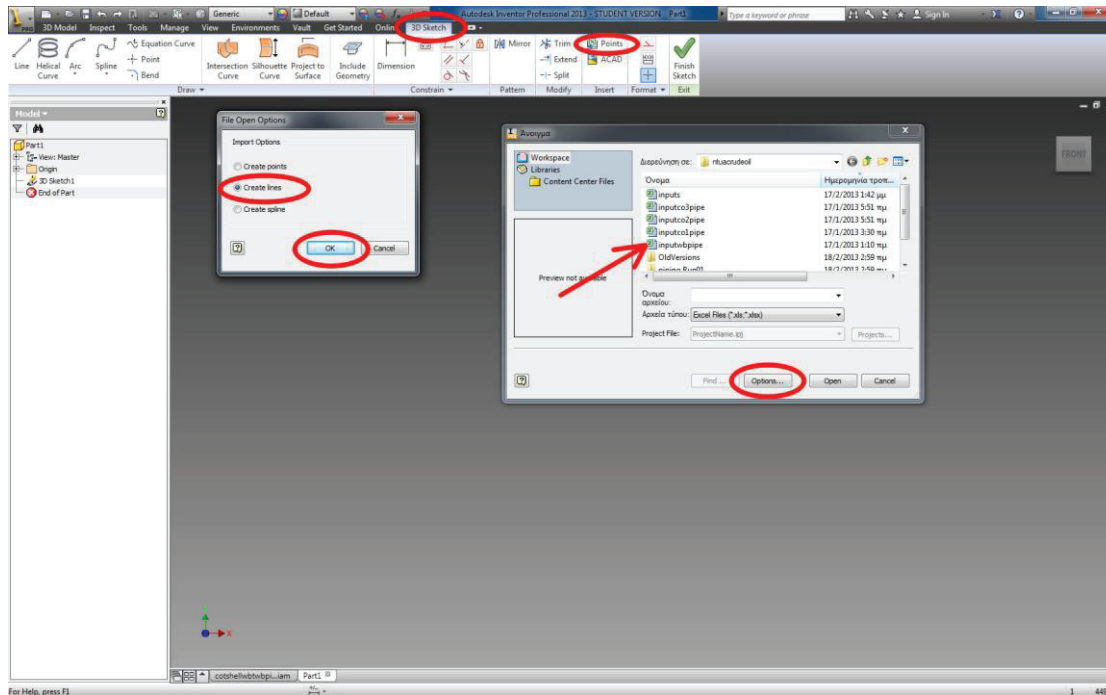 Generic
Default
Autodesk Inventor Professional 2013 - STUDENT VERSION Part1
Type a keyword or phrase
Sign In
PRO
3D Model
Inspect
Tools
Manage
View
Environments
Vault
Get Started
3D Sketch
Line
Helical Curve
Arc
Spline
Equation Curve
Point
Bend
Intersection Curve
Silhouette Curve
Project to Surface
Include Geometry
Dimension
Mirror
Trim
Extend
Split
Points
ACAD
Finish Sketch
Draw
Constrain
Pattern
Modify
Insert
Format
Exit
Model
Part1
View: Master
Origin
3D Sketch1
End of Part
File Open Options
Import Options
Create points
Create lines
Create spline
OK
Cancel
Άνοιγμα
Workspace
Libraries
Content Center Files
Διερεύνηση σε:
ntuacrudeoil
Όνομα
Ημερομηνία τροπ...
inputs
17/2/2013 1:42 μμ
inputco3pipe
17/1/2013 5:51 πμ
inputco2pipe
17/1/2013 5:51 πμ
inputco1pipe
17/1/2013 3:30 πμ
inputwbpipe
17/1/2013 1:10 πμ
OldVersions
18/2/2013 2:59 πμ
Preview not available
Όνομα αρχείου:
Αρχεία τύπου:
Excel Files (*.xls;*.xlsx)
Project File:
ProjectName.ipj
Projects...
Find ...
Options...
Open
Cancel
FRONT
X
cotshellwbtwbpi...iam
Part1
For Help, press F1
1